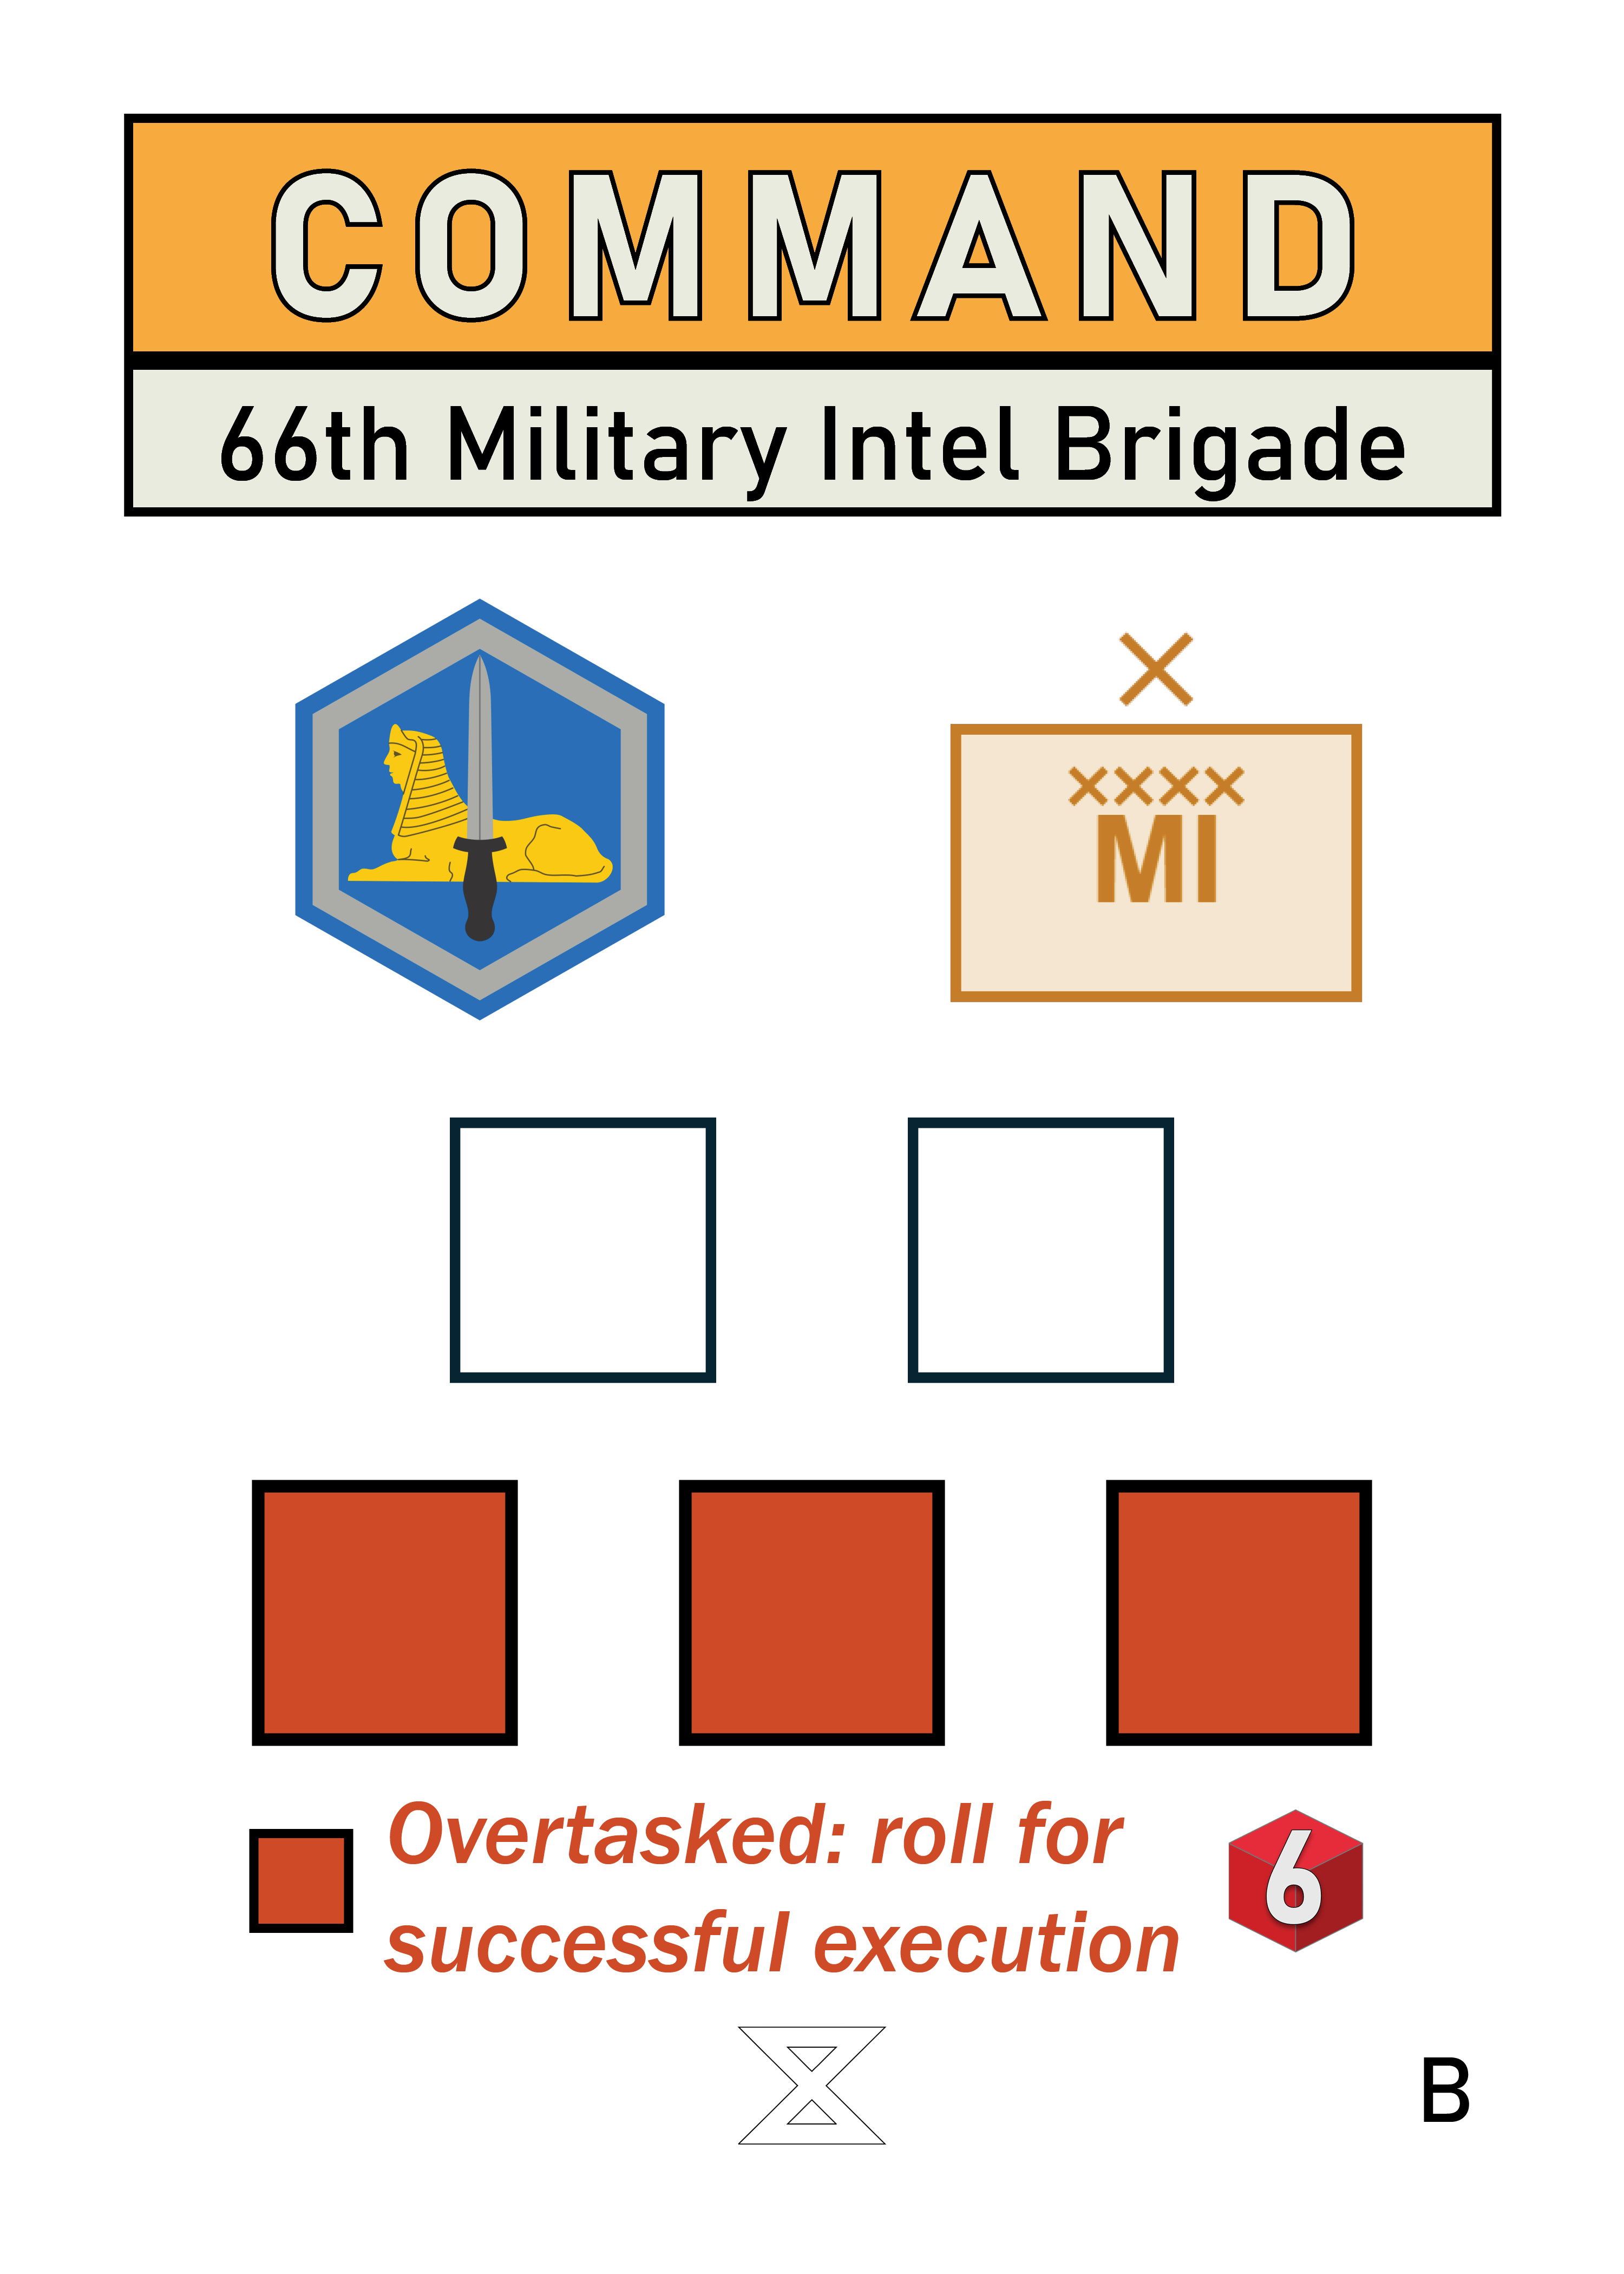 COMMAND
66th Military Intel Brigade
MI
Overtasked: roll for
successful execution
6
B